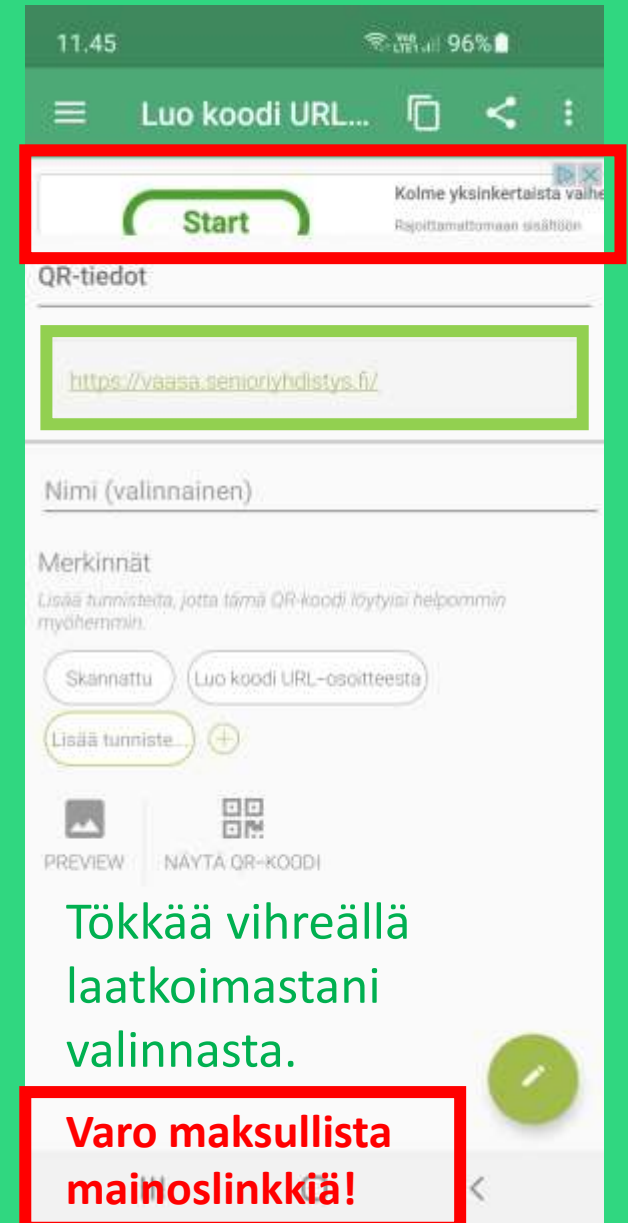 11.45 96%
Luo koodi URL...
Kolme yksinkertaista vaihe
Start
Rajoittamattomaan sisältöön
QR-tiedot
https://vaasa.senioriyhdistys.fi/
Nimi (valinnainen)
Merkinnät
Lisää tunnisteita, jotta tämä QR-koodi löytyisi helpommin
myöhemmin.
Skannattu Luo koodi URL-osoitteesta
Lisää tunniste...
PREVIEW NÄYTÄ QR-KOODI
Tökkää vihreällä
laatkoimastani
valinnasta.
Varo maksullista
mainoslinkkiä!